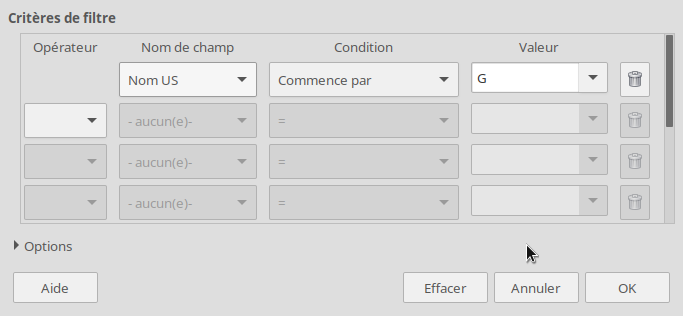 Critères de filtre
Opérateur Nom de champ Condition Valeur
Nom US Commence par G
- aucun(e)- =
- aucun(e)- =
- aucun(e)- =
Options
Aide Effacer Annuler OK